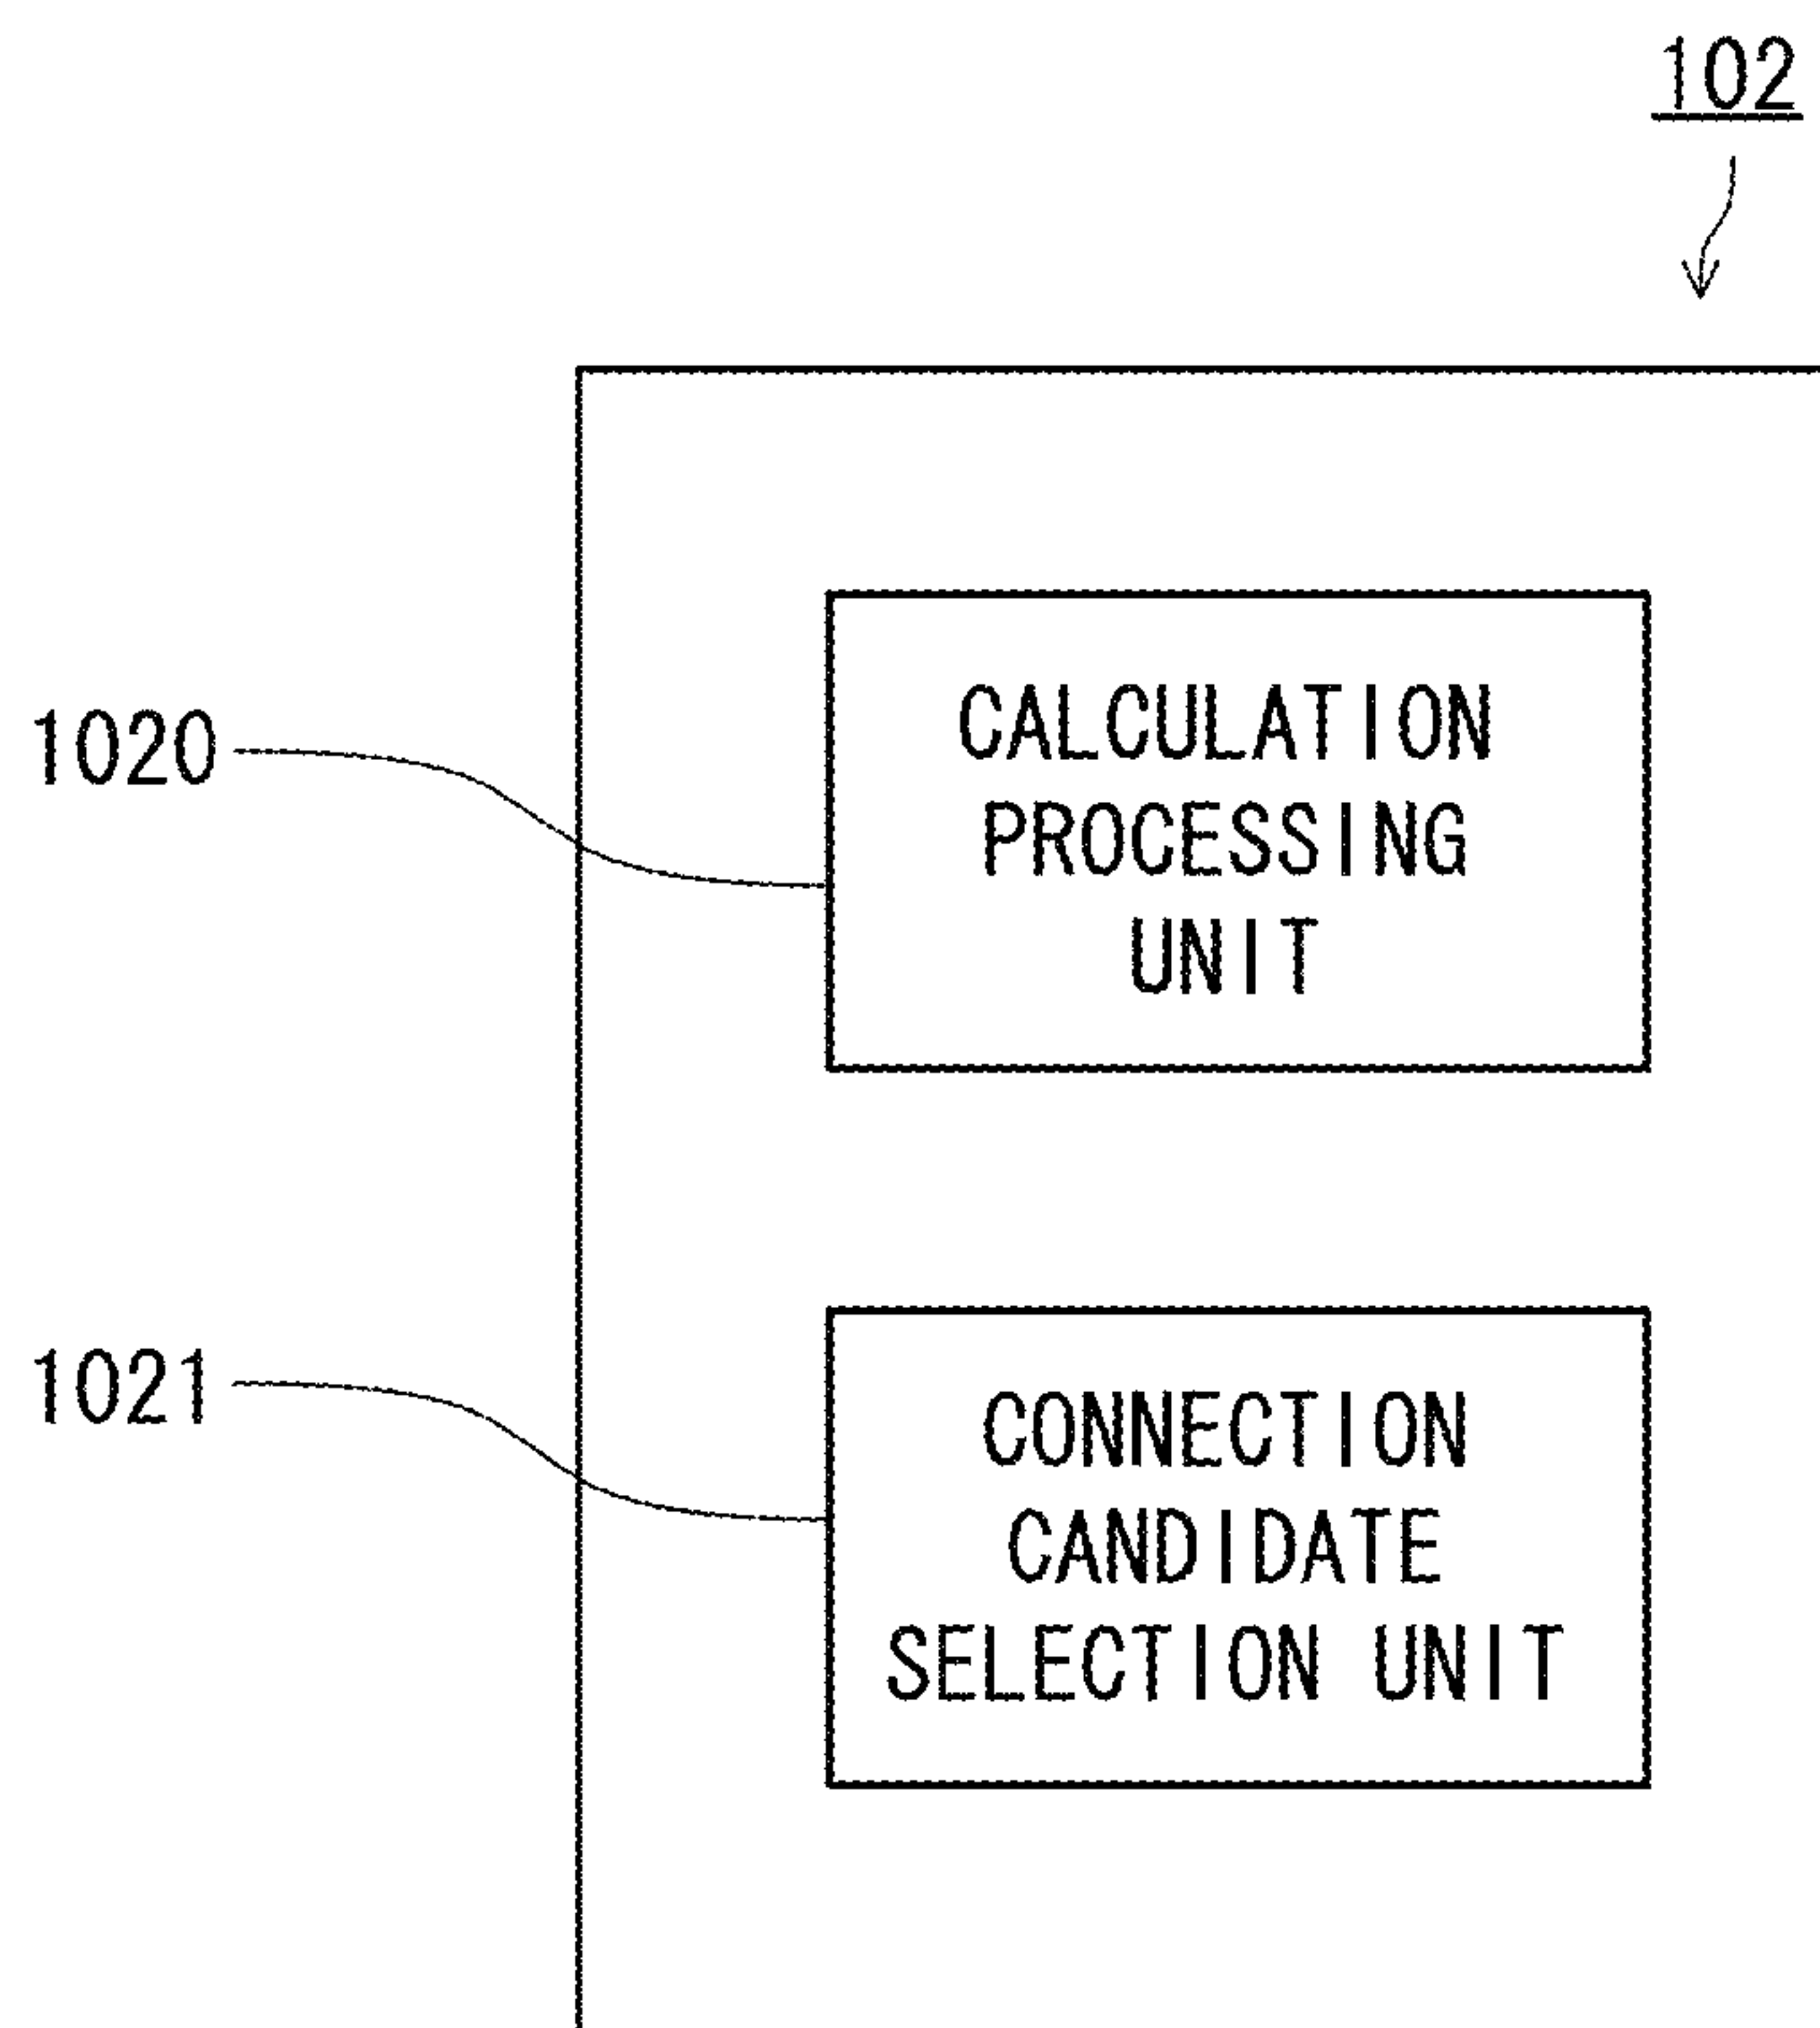 102
1020
CALCULATION
PROCESSING
UNIT
1021
CONNECTION
CANDIDATE
SELECTION UNIT